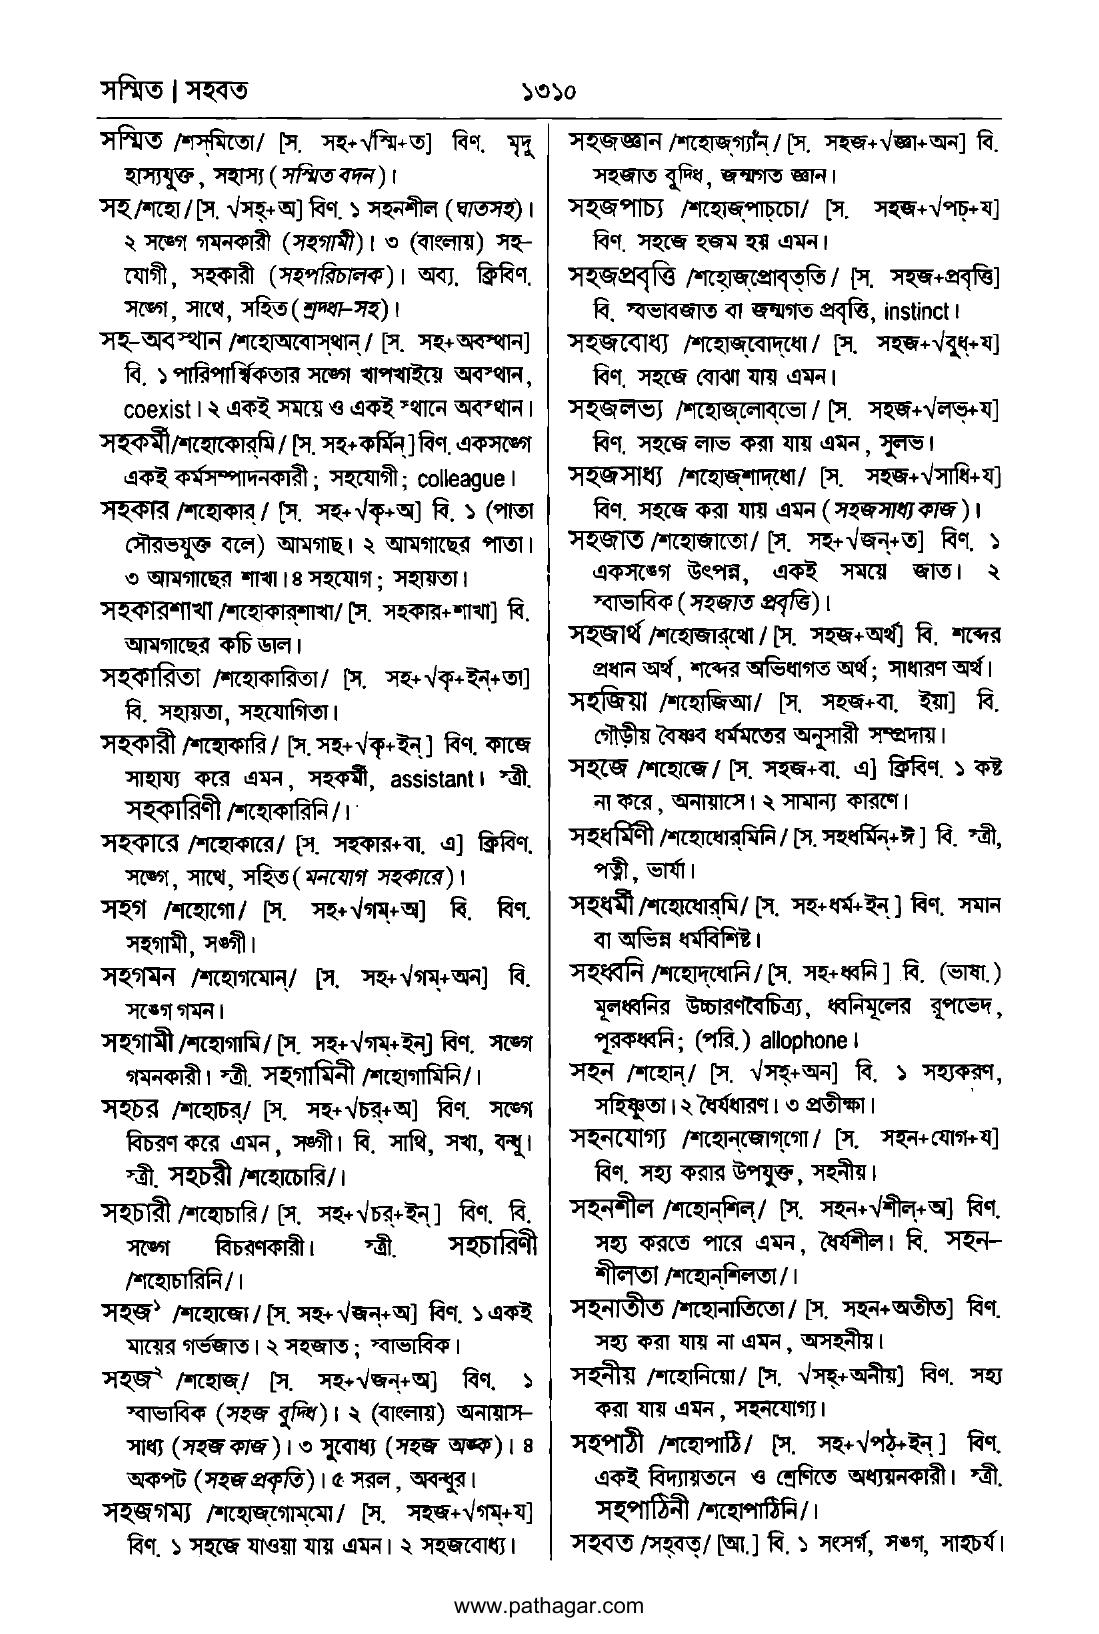 সস্মিত | সহবত
১৩১০
সস্মিত /শস্‌মিতো/ [স. সহ+√স্মি+ত] বিণ. মৃদু
হাস্যযুক্ত, সহাস্য (সস্মিত বদন)।
সহ /শহো/ [স. √সহ্+অ] বিণ. ১ সহনশীল (ঘাতসহ)।
২ সঙ্গে গমনকারী (সহগামী)। ৩ (বাংলায়) সহ-
যোগী, সহকারী (সহপরিচালক)। অব্য. ক্রিবিণ.
সঙ্গে, সাথে, সহিত (শ্রদ্ধা-সহ)।
সহ-অবস্থান /শহোঅবোস্‌থান্/ [স. সহ+অবস্থান]
বি. ১ পারিপার্শ্বিকতার সঙ্গে খাপখাইয়ে অবস্থান,
coexist। ২ একই সময়ে ও একই স্থানে অবস্থান।
সহকর্মী /শহোকোর্‌মি/ [স. সহ+কর্মিন্] বিণ. একসঙ্গে
একই কর্মসম্পাদনকারী; সহযোগী; colleague।
সহকার /শহোকার্/ [স. সহ+√কৃ+অ] বি. ১ (পাতা
সৌরভযুক্ত বলে) আমগাছ। ২ আমগাছের পাতা।
৩ আমগাছের শাখা। ৪ সহযোগ; সহায়তা।
সহকারশাখা /শহোকার্‌শাখা/ [স. সহকার+শাখা] বি.
আমগাছের কচি ডাল।
সহকারিতা /শহোকারিতা/ [স. সহ+√কৃ+ইন্+তা]
বি. সহায়তা, সহযোগিতা।
সহকারী /শহোকারি/ [স. সহ+√কৃ+ইন্] বিণ. কাজে
সাহায্য করে এমন, সহকর্মী, assistant। স্ত্রী.
সহকারিণী /শহোকারিনি/।
সহকারে /শহোকারে/ [স. সহকার+বা. এ] ক্রিবিণ.
সঙ্গে, সাথে, সহিত (মনযোগ সহকারে)।
সহগ /শহোগো/ [স. সহ+√গম্+অ] বি. বিণ.
সহগামী, সঙ্গী।
সহগমন /শহোগমোন্/ [স. সহ+√গম্+অন] বি.
সঙ্গে গমন।
সহগামী /শহোগামি/ [স. সহ+√গম্+ইন্] বিণ. সঙ্গে
গমনকারী। স্ত্রী. সহগামিনী /শহোগামিনি/।
সহচর /শহোচর্/ [স. সহ+√চর্+অ] বিণ. সঙ্গে
বিচরণ করে এমন, সঙ্গী। বি. সাথি, সখা, বন্ধু।
স্ত্রী. সহচরী /শহোচোরি/।
সহচারী /শহোচারি/ [স. সহ+√চর্+ইন্] বিণ. বি.
সঙ্গে বিচরণকারী। স্ত্রী. সহচারিণী
/শহোচারিনি/।
সহজ১ /শহোজো/ [স. সহ+√জন্+অ] বিণ. ১ একই
মায়ের গর্ভজাত। ২ সহজাত; স্বাভাবিক।
সহজ২ /শহোজ্/ [স. সহ+√জন্+অ] বিণ. ১
স্বাভাবিক (সহজ বুদ্ধি)। ২ (বাংলায়) অনায়াস-
সাধ্য (সহজ কাজ)। ৩ সুবোধ্য (সহজ অঙ্ক)। ৪
অকপট (সহজ প্রকৃতি)। ৫ সরল, অবন্ধুর।
সহজগম্য /শহোজ্‌গোম্‌মো/ [স. সহজ+√গম্+য]
বিণ. ১ সহজে যাওয়া যায় এমন। ২ সহজবোধ্য।
সহজজ্ঞান /শহোজ্‌গ্যাঁন্/ [স. সহজ+√জ্ঞা+অন] বি.
সহজাত বুদ্ধি, জন্মগত জ্ঞান।
সহজপাচ্য /শহোজ্‌পাচ্‌চো/ [স. সহজ+√পচ্+য]
বিণ. সহজে হজম হয় এমন।
সহজপ্রবৃত্তি /শহোজ্‌প্রোবৃত্‌তি/ [স. সহজ+প্রবৃত্তি]
বি. স্বভাবজাত বা জন্মগত প্রবৃত্তি, instinct।
সহজবোধ্য /শহোজ্‌বোদ্‌ধো/ [স. সহজ+√বুধ্+য]
বিণ. সহজে বোঝা যায় এমন।
সহজলভ্য /শহোজ্‌লোব্‌ভো/ [স. সহজ+√লভ্+য]
বিণ. সহজে লাভ করা যায় এমন, সুলভ।
সহজসাধ্য /শহোজ্‌শাদ্‌ধো/ [স. সহজ+√সাধি+য]
বিণ. সহজে করা যায় এমন (সহজসাধ্য কাজ)।
সহজাত /শহোজাতো/ [স. সহ+√জন্+ত] বিণ. ১
একসঙ্গে উৎপন্ন, একই সময়ে জাত। ২
স্বাভাবিক (সহজাত প্রবৃত্তি)।
সহজার্থ /শহোজার্‌থো/ [স. সহজ+অর্থ] বি. শব্দের
প্রধান অর্থ, শব্দের অভিধাগত অর্থ; সাধারণ অর্থ।
সহজিয়া /শহোজিআ/ [স. সহজ+বা. ইয়া] বি.
গৌড়ীয় বৈষ্ণব ধর্মমতের অনুসারী সম্প্রদায়।
সহজে /শহোজে/ [স. সহজ+বা. এ] ক্রিবিণ. ১ কষ্ট
না করে, অনায়াসে। ২ সামান্য কারণে।
সহধর্মিণী /শহোধোর্‌মিনি/ [স. সহধর্মিন্+ঈ] বি. স্ত্রী,
পত্নী, ভার্যা।
সহধর্মী /শহোধোর্‌মি/ [স. সহ+ধর্ম+ইন্] বিণ. সমান
বা অভিন্ন ধর্মবিশিষ্ট।
সহধ্বনি /শহোদ্‌ধোনি/ [স. সহ+ধ্বনি] বি. (ভাষা.)
মূলধ্বনির উচ্চারণবৈচিত্র্য, ধ্বনিমূলের রূপভেদ,
পূরকধ্বনি; (পরি.) allophone।
সহন /শহোন্/ [স. √সহ্+অন] বি. ১ সহ্যকরণ,
সহিষ্ণুতা। ২ ধৈর্যধারণ। ৩ প্রতীক্ষা।
সহনযোগ্য /শহোন্‌জোগ্‌গো/ [স. সহন+যোগ+য]
বিণ. সহ্য করার উপযুক্ত, সহনীয়।
সহনশীল /শহোন্‌শিল্/ [স. সহন+√শীল্+অ] বিণ.
সহ্য করতে পারে এমন, ধৈর্যশীল। বি. সহন-
শীলতা /শহোন্‌শিলতা/।
সহনাতীত /শহোনাতিতো/ [স. সহন+অতীত] বিণ.
সহ্য করা যায় না এমন, অসহনীয়।
সহনীয় /শহোনিয়ো/ [স. √সহ্+অনীয়] বিণ. সহ্য
করা যায় এমন, সহনযোগ্য।
সহপাঠী /শহোপাঠি/ [স. সহ+√পঠ্+ইন্] বিণ.
একই বিদ্যায়তনে ও শ্রেণিতে অধ্যয়নকারী। স্ত্রী.
সহপাঠিনী /শহোপাঠিনি/।
সহবত /সহ্‌বত্/ [আ.] বি. ১ সংসর্গ, সঙ্গ, সাহচর্য।
www.pathagar.com